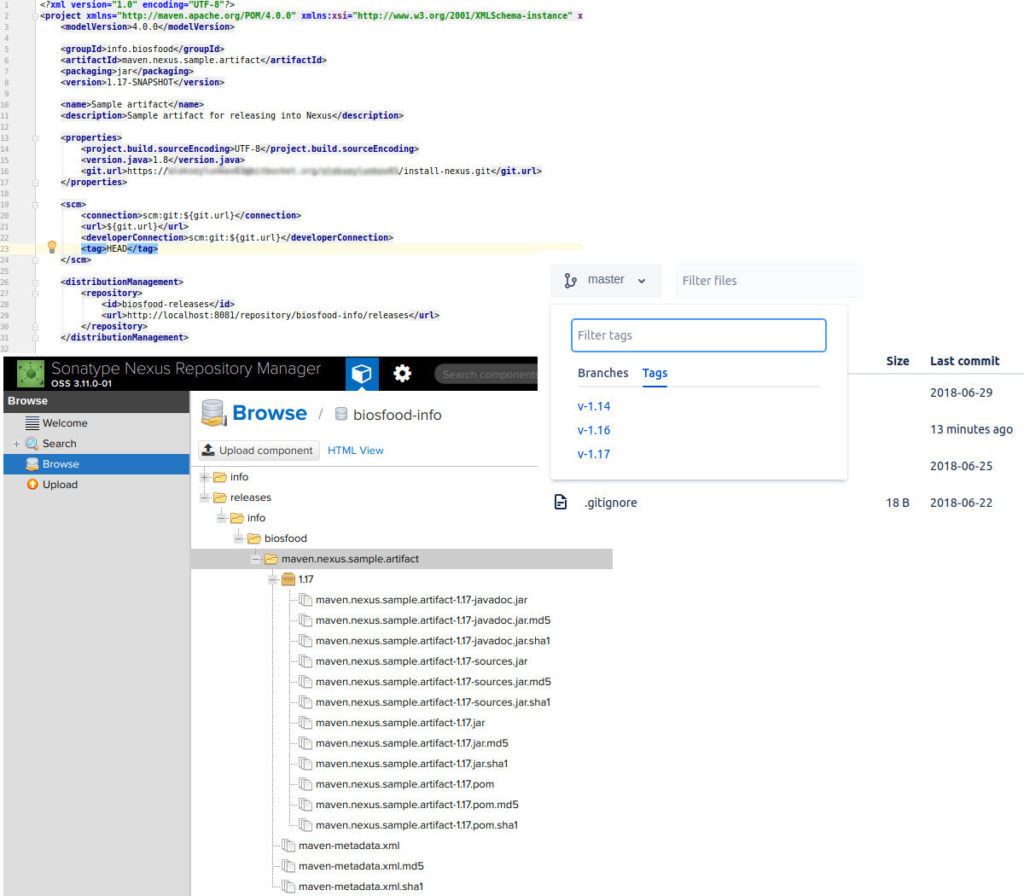 1 <?xml version="1.0" encoding="UTF-8"?>
2 <project xmlns="http://maven.apache.org/POM/4.0.0" xmlns:xsi="http://www.w3.org/2001/XMLSchema-instance" x
3 <modelVersion>4.0.0</modelVersion>
4
5 <groupId>info.biosfood</groupId>
6 <artifactId>maven.nexus.sample.artifact</artifactId>
7 <packaging>jar</packaging>
8 <version>1.17-SNAPSHOT</version>
9
10 <name>Sample artifact</name>
11 <description>Sample artifact for releasing into Nexus</description>
12
13 <properties>
14 <project.build.sourceEncoding>UTF-8</project.build.sourceEncoding>
15 <version.java>1.8</version.java>
16 <git.url>https:/ /install-nexus.git</git.url>
17 </properties>
18
19 <scm>
20 <connection>scm:git:${git.url}</connection>
21 <url>${git.url}</url>
22 <developerConnection>scm:git:${git.url}</developerConnection>
23 <tag>HEAD</tag>
24 </scm>
25
26 <distributionManagement>
27 <repository>
28 <id>biosfood-releases</id>
29 <url>http://localhost:8081/repository/biosfood-info/releases</url>
30 </repository>
31 </distributionManagement>
32
master
Filter files
Filter tags
Branches Tags
v-1.14
v-1.16
v-1.17
Size Last commit
2018-06-29
13 minutes ago
2018-06-25
.gitignore 18 B 2018-06-22
Sonatype Nexus Repository Manager
OSS 3.11.0-01
Search components
Browse
Welcome
Search
Browse
Upload
Browse / biosfood-info
Upload component HTML View
info
releases
info
biosfood
maven.nexus.sample.artifact
1.17
maven.nexus.sample.artifact-1.17-javadoc.jar
maven.nexus.sample.artifact-1.17-javadoc.jar.md5
maven.nexus.sample.artifact-1.17-javadoc.jar.sha1
maven.nexus.sample.artifact-1.17-sources.jar
maven.nexus.sample.artifact-1.17-sources.jar.md5
maven.nexus.sample.artifact-1.17-sources.jar.sha1
maven.nexus.sample.artifact-1.17.jar
maven.nexus.sample.artifact-1.17.jar.md5
maven.nexus.sample.artifact-1.17.jar.sha1
maven.nexus.sample.artifact-1.17.pom
maven.nexus.sample.artifact-1.17.pom.md5
maven.nexus.sample.artifact-1.17.pom.sha1
maven-metadata.xml
maven-metadata.xml.md5
maven-metadata.xml.sha1